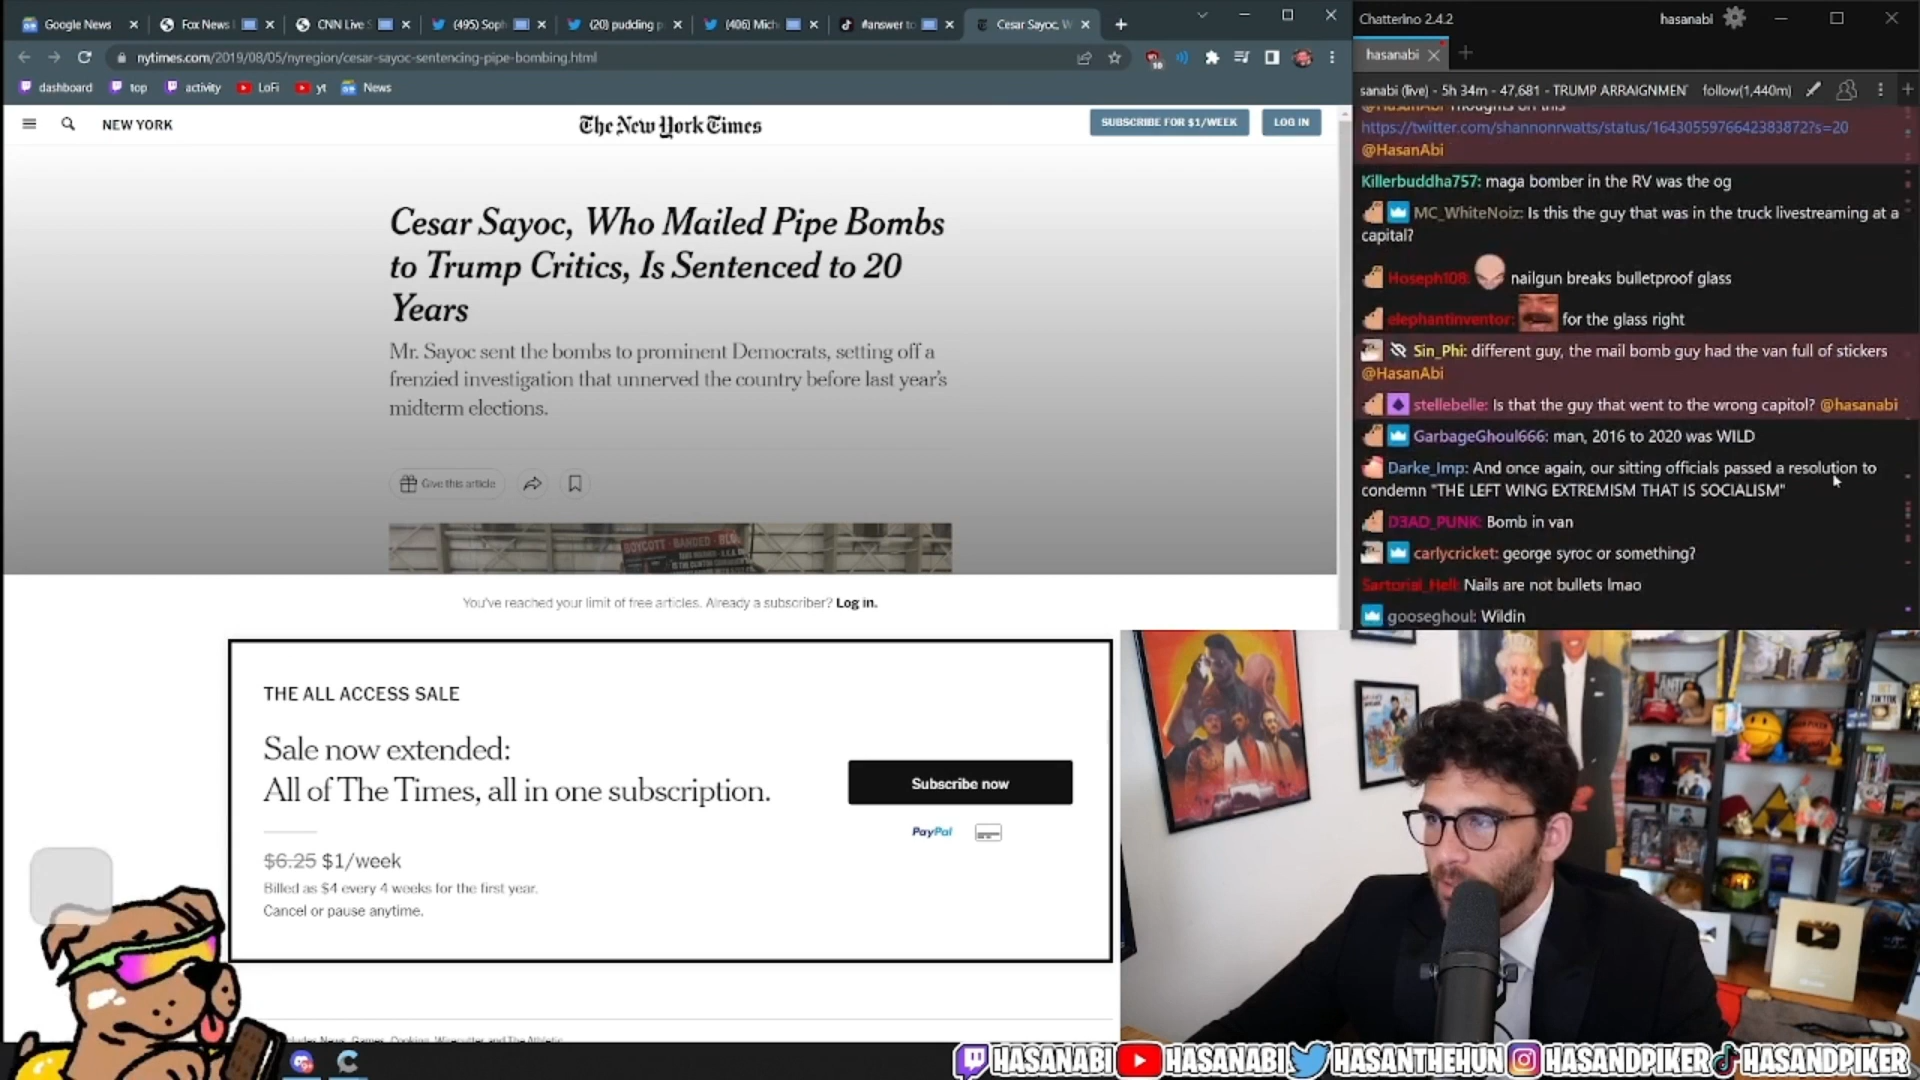 Google News
Fox News
CNN Live
(495) Sop
(20) pudding
(406) Mich
#answer to
Cesar Sayoc, W
nytimes.com/2019/08/05/nyregion/cesar-sayoc-sentencing-pipe-bombing.html
dashboard
top
activity
LoFi
yt
News
NEW YORK
The New York Times
SUBSCRIBE FOR $1/WEEK
LOG IN
Cesar Sayoc, Who Mailed Pipe Bombs
to Trump Critics, Is Sentenced to 20
Years
Mr. Sayoc sent the bombs to prominent Democrats, setting off a
frenzied investigation that unnerved the country before last year's
midterm elections.
Give this article
You've reached your limit of free articles. Already a subscriber? Log in.
THE ALL ACCESS SALE
Sale now extended:
All of The Times, all in one subscription.
Subscribe now
PayPal
$6.25 $1/week
Billed as $4 every 4 weeks for the first year.
Cancel or pause anytime.
Chatterino 2.4.2
hasanabi
hasanabi
sanabi (live) - 5h 34m - 47,681 - TRUMP ARRAIGNMEN
follow(1,440m)
@HasanAbi Thoughts on this
https://twitter.com/shannonrwatts/status/1643055976642383872?s=20
@HasanAbi
Killerbuddha757: maga bomber in the RV was the og
MC_WhiteNoiz: Is this the guy that was in the truck livestreaming at a
capital?
Hoseph108: nailgun breaks bulletproof glass
elephantinventor: for the glass right
Sin_Phi: different guy, the mail bomb guy had the van full of stickers
@HasanAbi
stellebelle: Is that the guy that went to the wrong capitol? @hasanabi
GarbageGhoul666: man, 2016 to 2020 was WILD
Darke_Imp: And once again, our sitting officials passed a resolution to
condemn "THE LEFT WING EXTREMISM THAT IS SOCIALISM"
D3AD_PUNK: Bomb in van
carlycricket: george syroc or something?
Sartorial_Hell: Nails are not bullets lmao
gooseghoul: Wildin
HASANABI
HASANABI
HASANTHEHUN
HASANDPIKER
HASANDPIKER